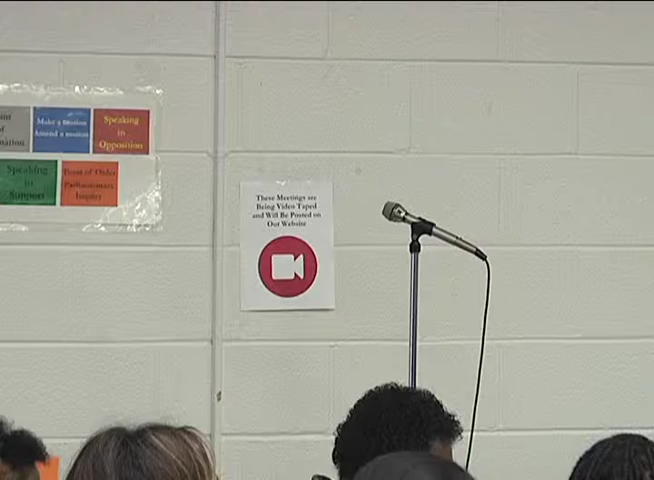 of
Make a motion
Amend a motion
Speaking
in
Opposition
Speaking
in
Support
Point of Order
Parliamentary
Inquiry
These Meetings are
Being Video Taped
and Will Be Posted on
Our Website